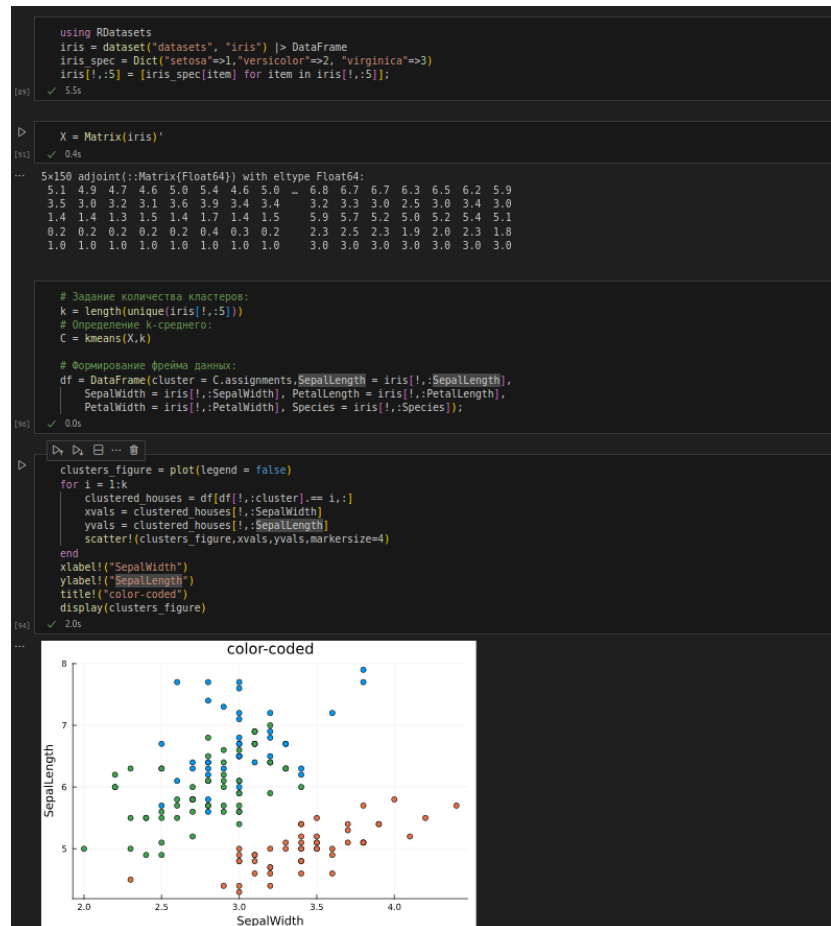 using RDatasets
iris = dataset("datasets", "iris") |> DataFrame
iris_spec = Dict("setosa"=>1,"versicolor"=>2, "virginica"=>3)
iris[!,:5] = [iris_spec[item] for item in iris[!,:5]];
[89] ✓ 5.5s
X = Matrix(iris)'
[91] ✓ 0.4s
... 5×150 adjoint(::Matrix{Float64}) with eltype Float64:
5.1 4.9 4.7 4.6 5.0 5.4 4.6 5.0 … 6.8 6.7 6.7 6.3 6.5 6.2 5.9
3.5 3.0 3.2 3.1 3.6 3.9 3.4 3.4 3.2 3.3 3.0 2.5 3.0 3.4 3.0
1.4 1.4 1.3 1.5 1.4 1.7 1.4 1.5 5.9 5.7 5.2 5.0 5.2 5.4 5.1
0.2 0.2 0.2 0.2 0.2 0.4 0.3 0.2 2.3 2.5 2.3 1.9 2.0 2.3 1.8
1.0 1.0 1.0 1.0 1.0 1.0 1.0 1.0 3.0 3.0 3.0 3.0 3.0 3.0 3.0
# Задание количества кластеров:
k = length(unique(iris[!,:5]))
# Определение k-среднего:
C = kmeans(X,k)
# Формирование фрейма данных:
df = DataFrame(cluster = C.assignments,SepalLength = iris[!,:SepalLength],
SepalWidth = iris[!,:SepalWidth], PetalLength = iris[!,:PetalLength],
PetalWidth = iris[!,:PetalWidth], Species = iris[!,:Species]);
[96] ✓ 0.0s
clusters_figure = plot(legend = false)
for i = 1:k
clustered_houses = df[df[!,:cluster].== i,:]
xvals = clustered_houses[!,:SepalWidth]
yvals = clustered_houses[!,:SepalLength]
scatter!(clusters_figure,xvals,yvals,markersize=4)
end
xlabel!("SepalWidth")
ylabel!("SepalLength")
title!("color-coded")
display(clusters_figure)
[94] ✓ 2.0s
...
color-coded
8
7
6
5
SepalLength
2.0 2.5 3.0 3.5 4.0
SepalWidth